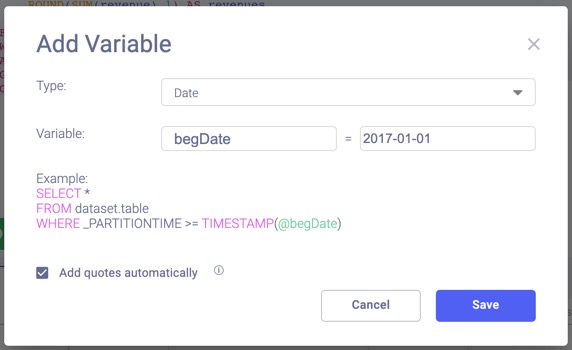 ROUND(SUM(revenue),1) AS revenues
Add Variable
Type:
Date
Variable:
begDate = 2017-01-01
Example:
SELECT *
FROM dataset.table
WHERE _PARTITIONTIME >= TIMESTAMP(@begDate)
Add quotes automatically
Cancel
Save